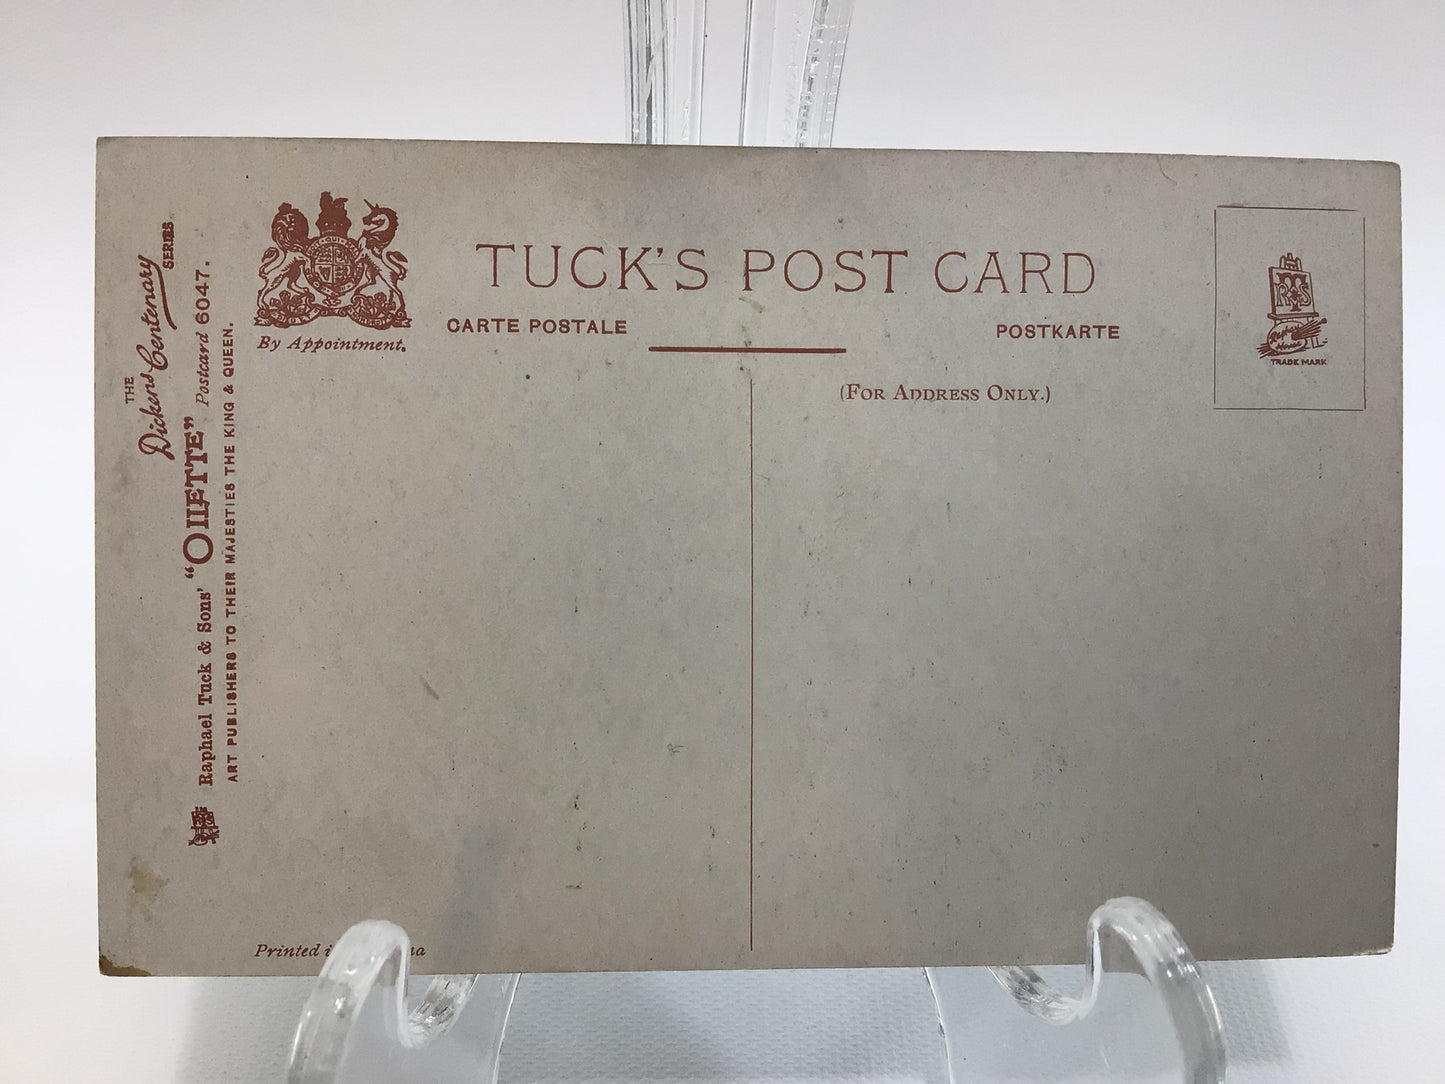 THE
Dickens Centenary
SERIES
Raphael Tuck & Sons' "OILETTE" Postcard 6047.
ART PUBLISHERS TO THEIR MAJESTIES THE KING & QUEEN.
By Appointment.
TUCK'S POST CARD
CARTE POSTALE
POSTKARTE
(FOR ADDRESS ONLY.)
TRADE MARK
Printed